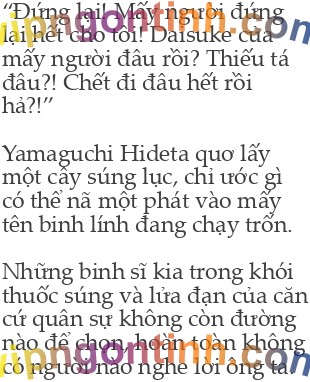 “Đứng lại! Mấy người đứng
lại hết cho tôi! Daisuke của
mấy người đâu rồi? Thiếu tá
đâu?! Chết đi đâu hết rồi
hả?!”
Yamaguchi Hideta quơ lấy
một cây súng lục, chỉ ước gì
có thể nã một phát vào mấy
tên binh lính đang chạy trốn.
Những binh sĩ kia trong khói
thuốc súng và lửa đạn của căn
cứ quân sự không còn đường
nào để chọn, hoàn toàn không
có người nào nghe lời ông ta